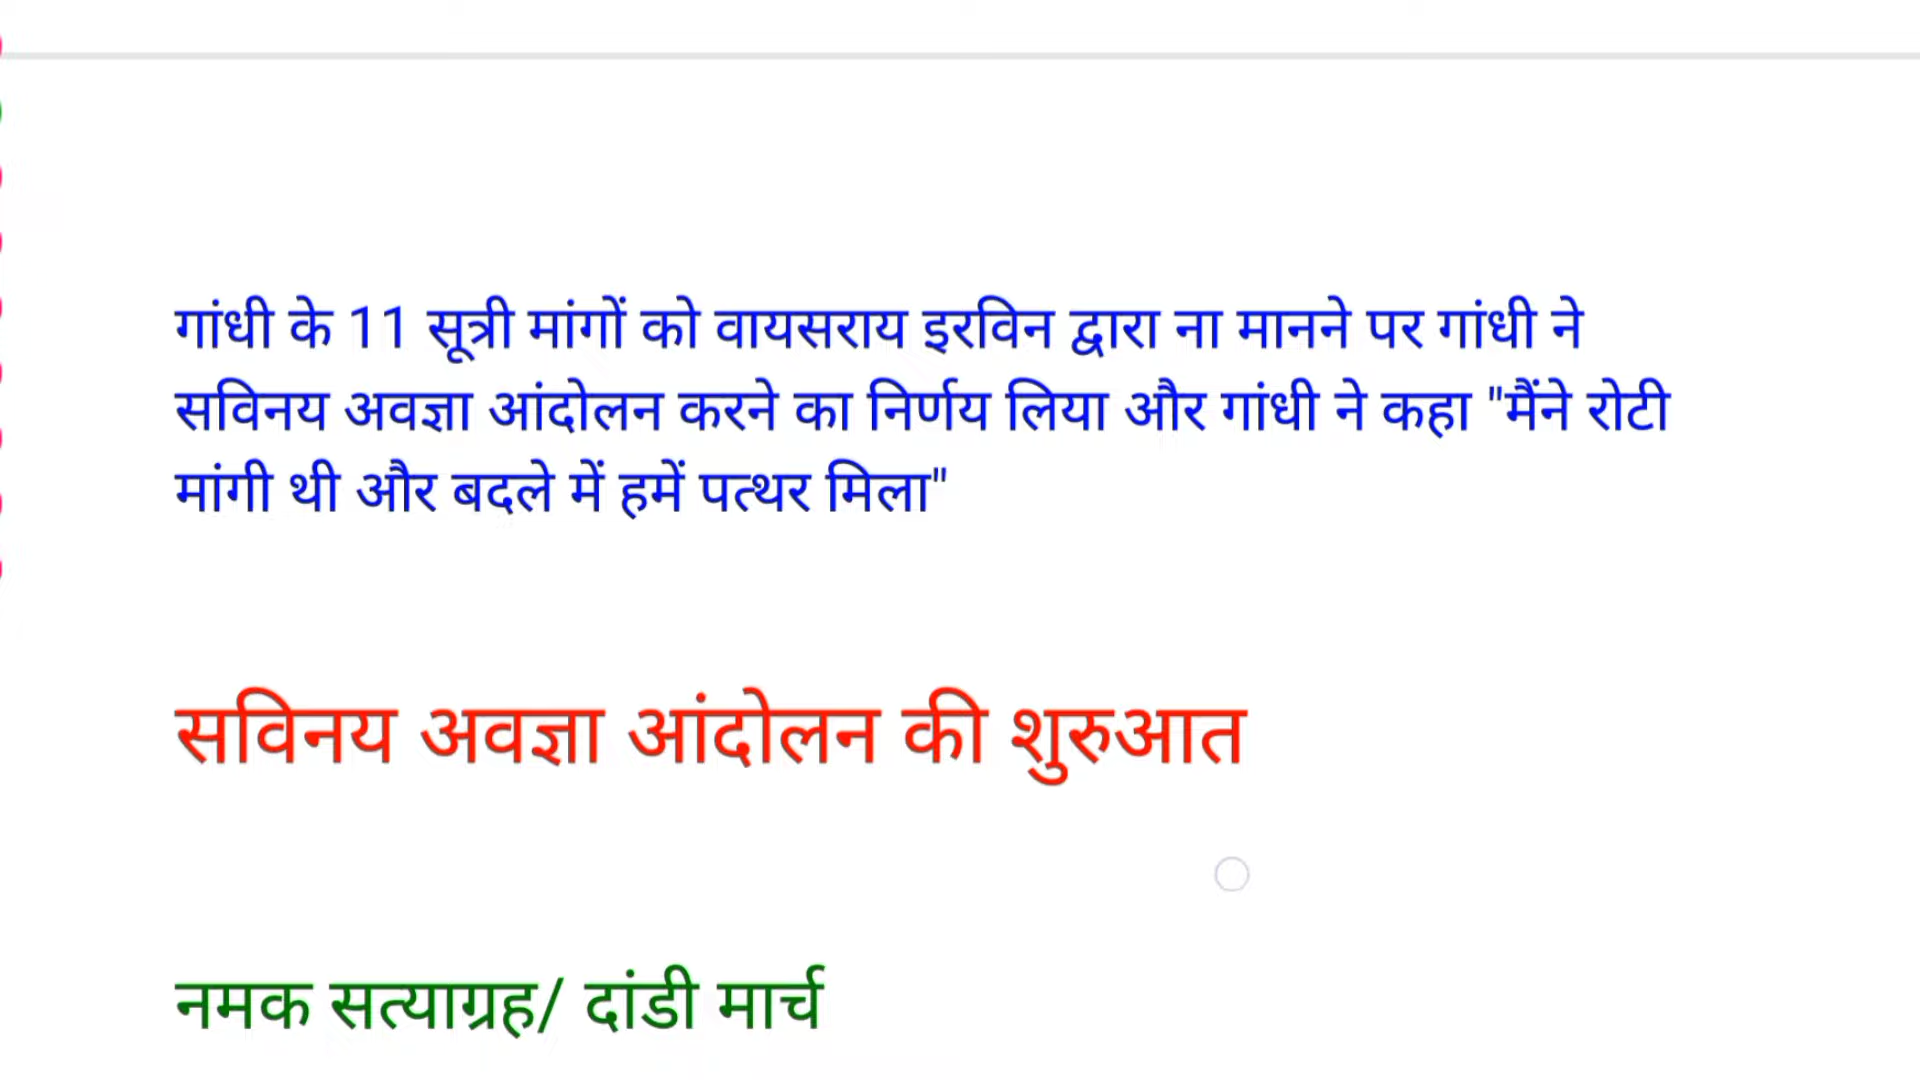 गांधी के 11 सूत्री मांगों को वायसराय इरविन द्वारा ना मानने पर गांधी ने
सविनय अवज्ञा आंदोलन करने का निर्णय लिया और गांधी ने कहा "मैंने रोटी
मांगी थी और बदले में हमें पत्थर मिला"
सविनय अवज्ञा आंदोलन की शुरुआत
नमक सत्याग्रह/ दांडी मार्च